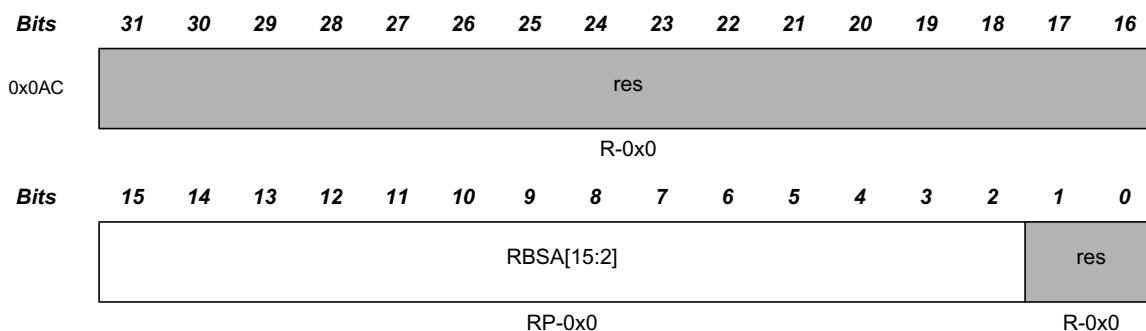 Bits 31 30 29 28 27 26 25 24 23 22 21 20 19 18 17 16
0x0AC res
R-0x0
Bits 15 14 13 12 11 10 9 8 7 6 5 4 3 2 1 0
RBSA[15:2] res
RP-0x0 R-0x0